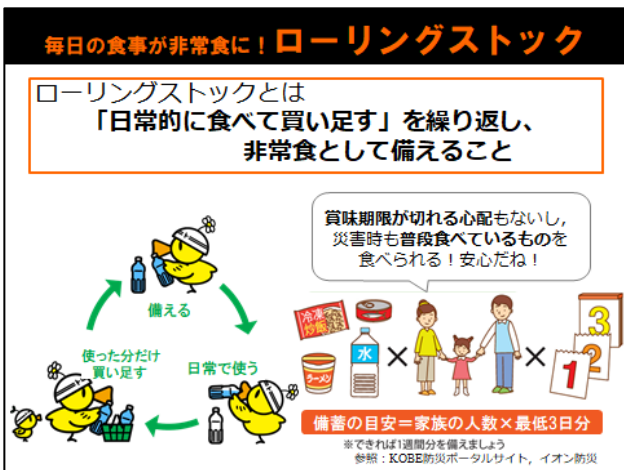 毎日の食事が非常食に！ローリングストック
ローリングストックとは
「日常的に食べて買い足す」を繰り返し、
非常食として備えること
賞味期限が切れる心配もないし，
災害時も普段食べているものを
食べられる！安心だね！
備える
使った分だけ
買い足す
日常で使う
冷凍
炒飯
水
ラーメン
×
×
3
2
1
備蓄の目安＝家族の人数×最低3日分
※できれば1週間分を備えましょう
参照：KOBE防災ポータルサイト，イオン防災